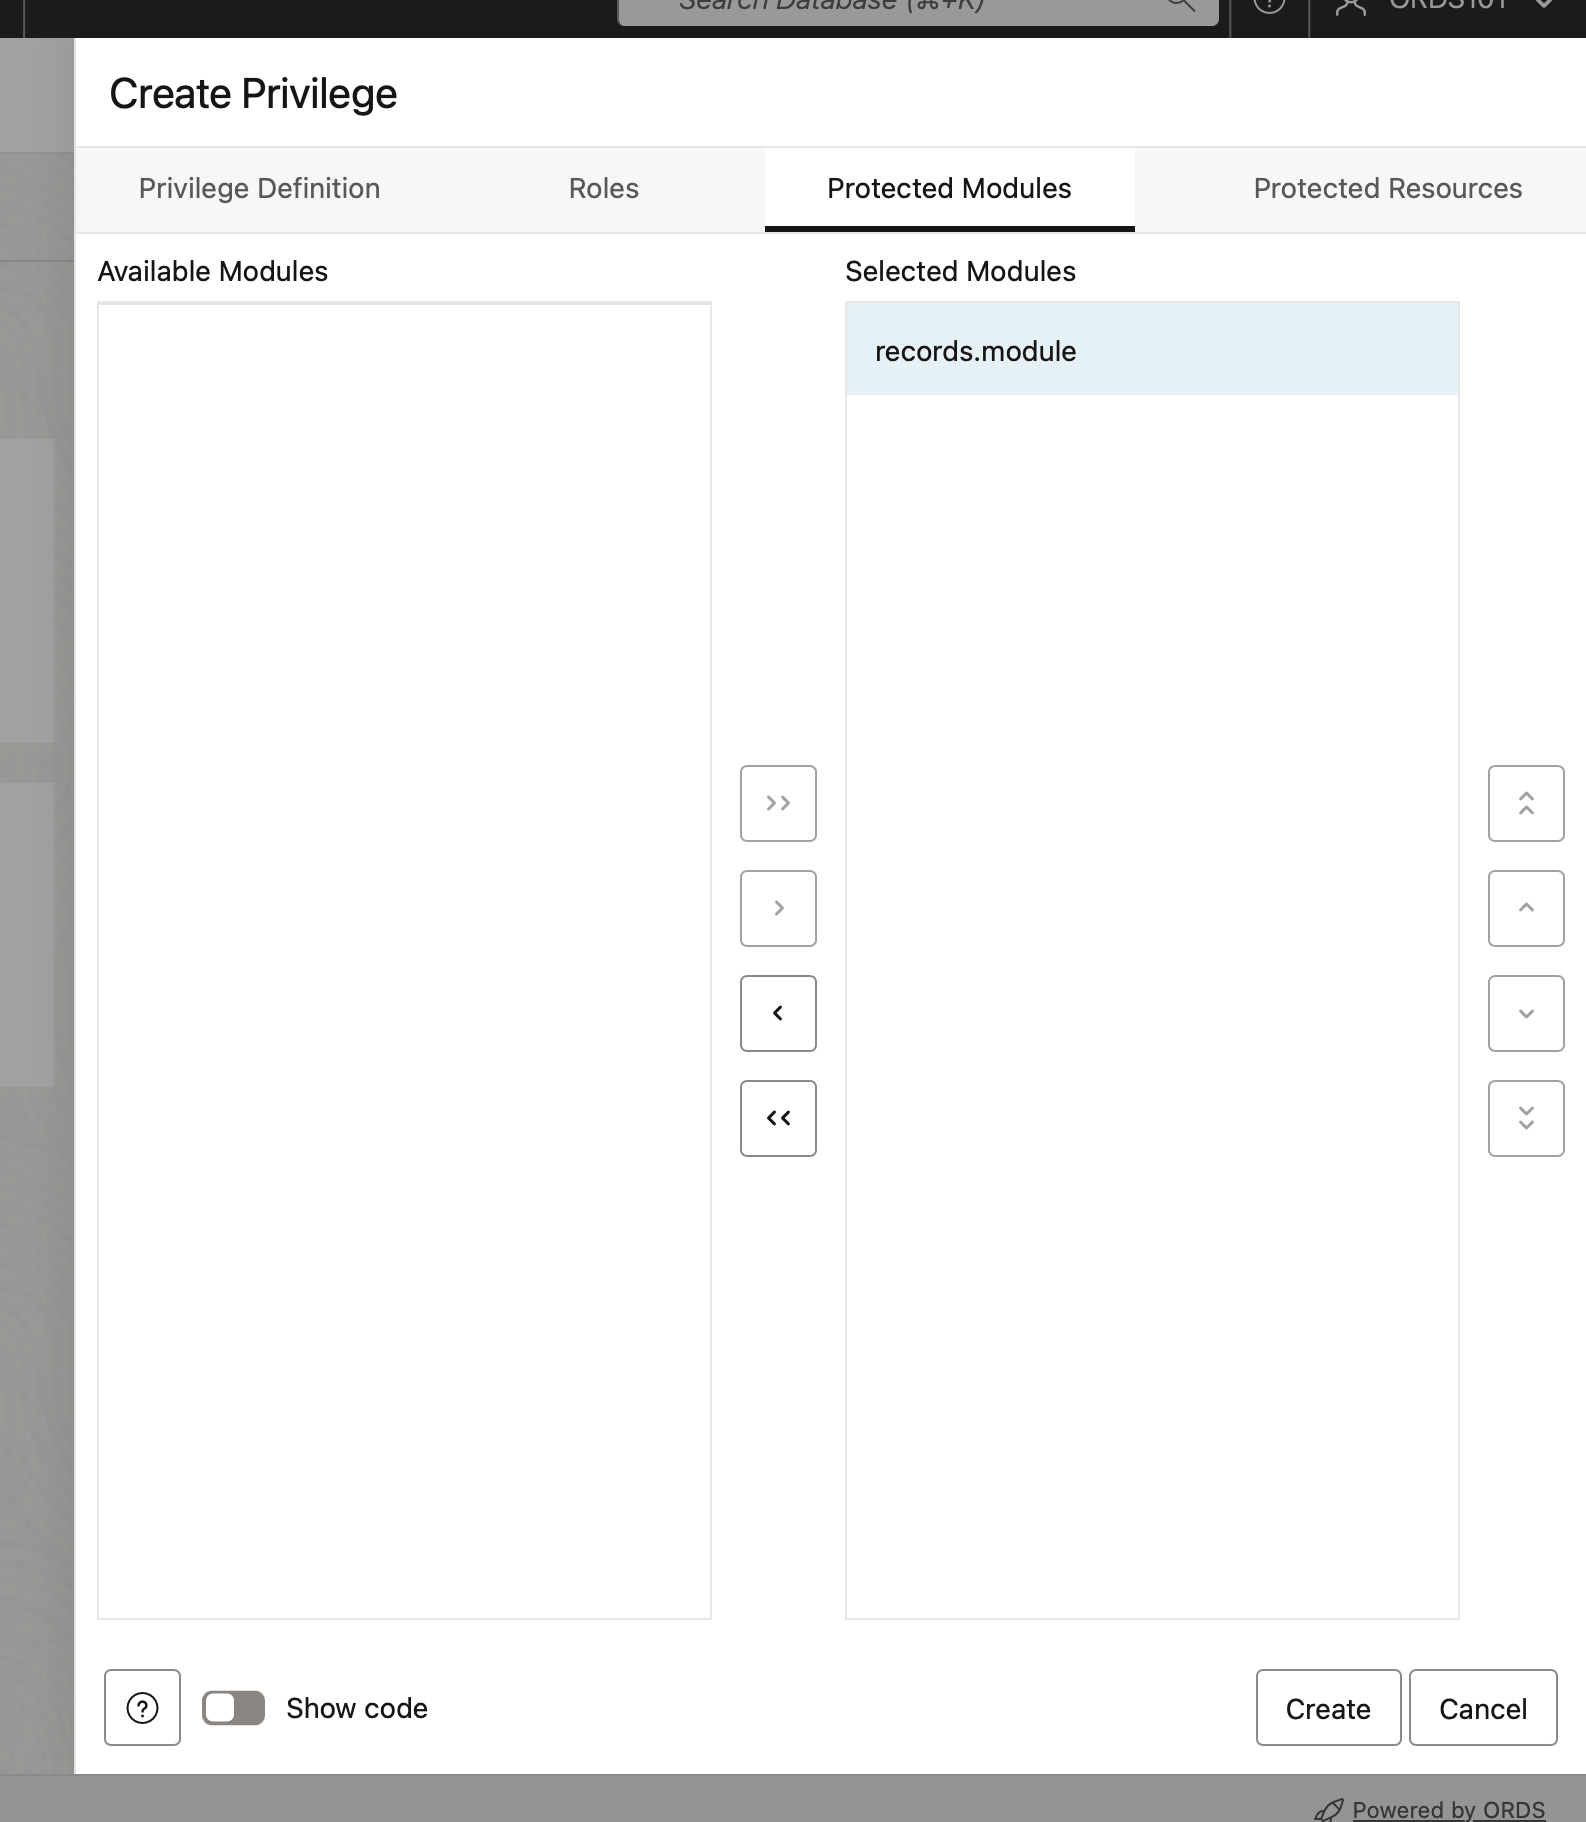 Search Database (⌘+K)
ORDS101
Create Privilege
Privilege Definition
Roles
Protected Modules
Protected Resources
Available Modules
Selected Modules
records.module
Show code
Create
Cancel
Powered by ORDS